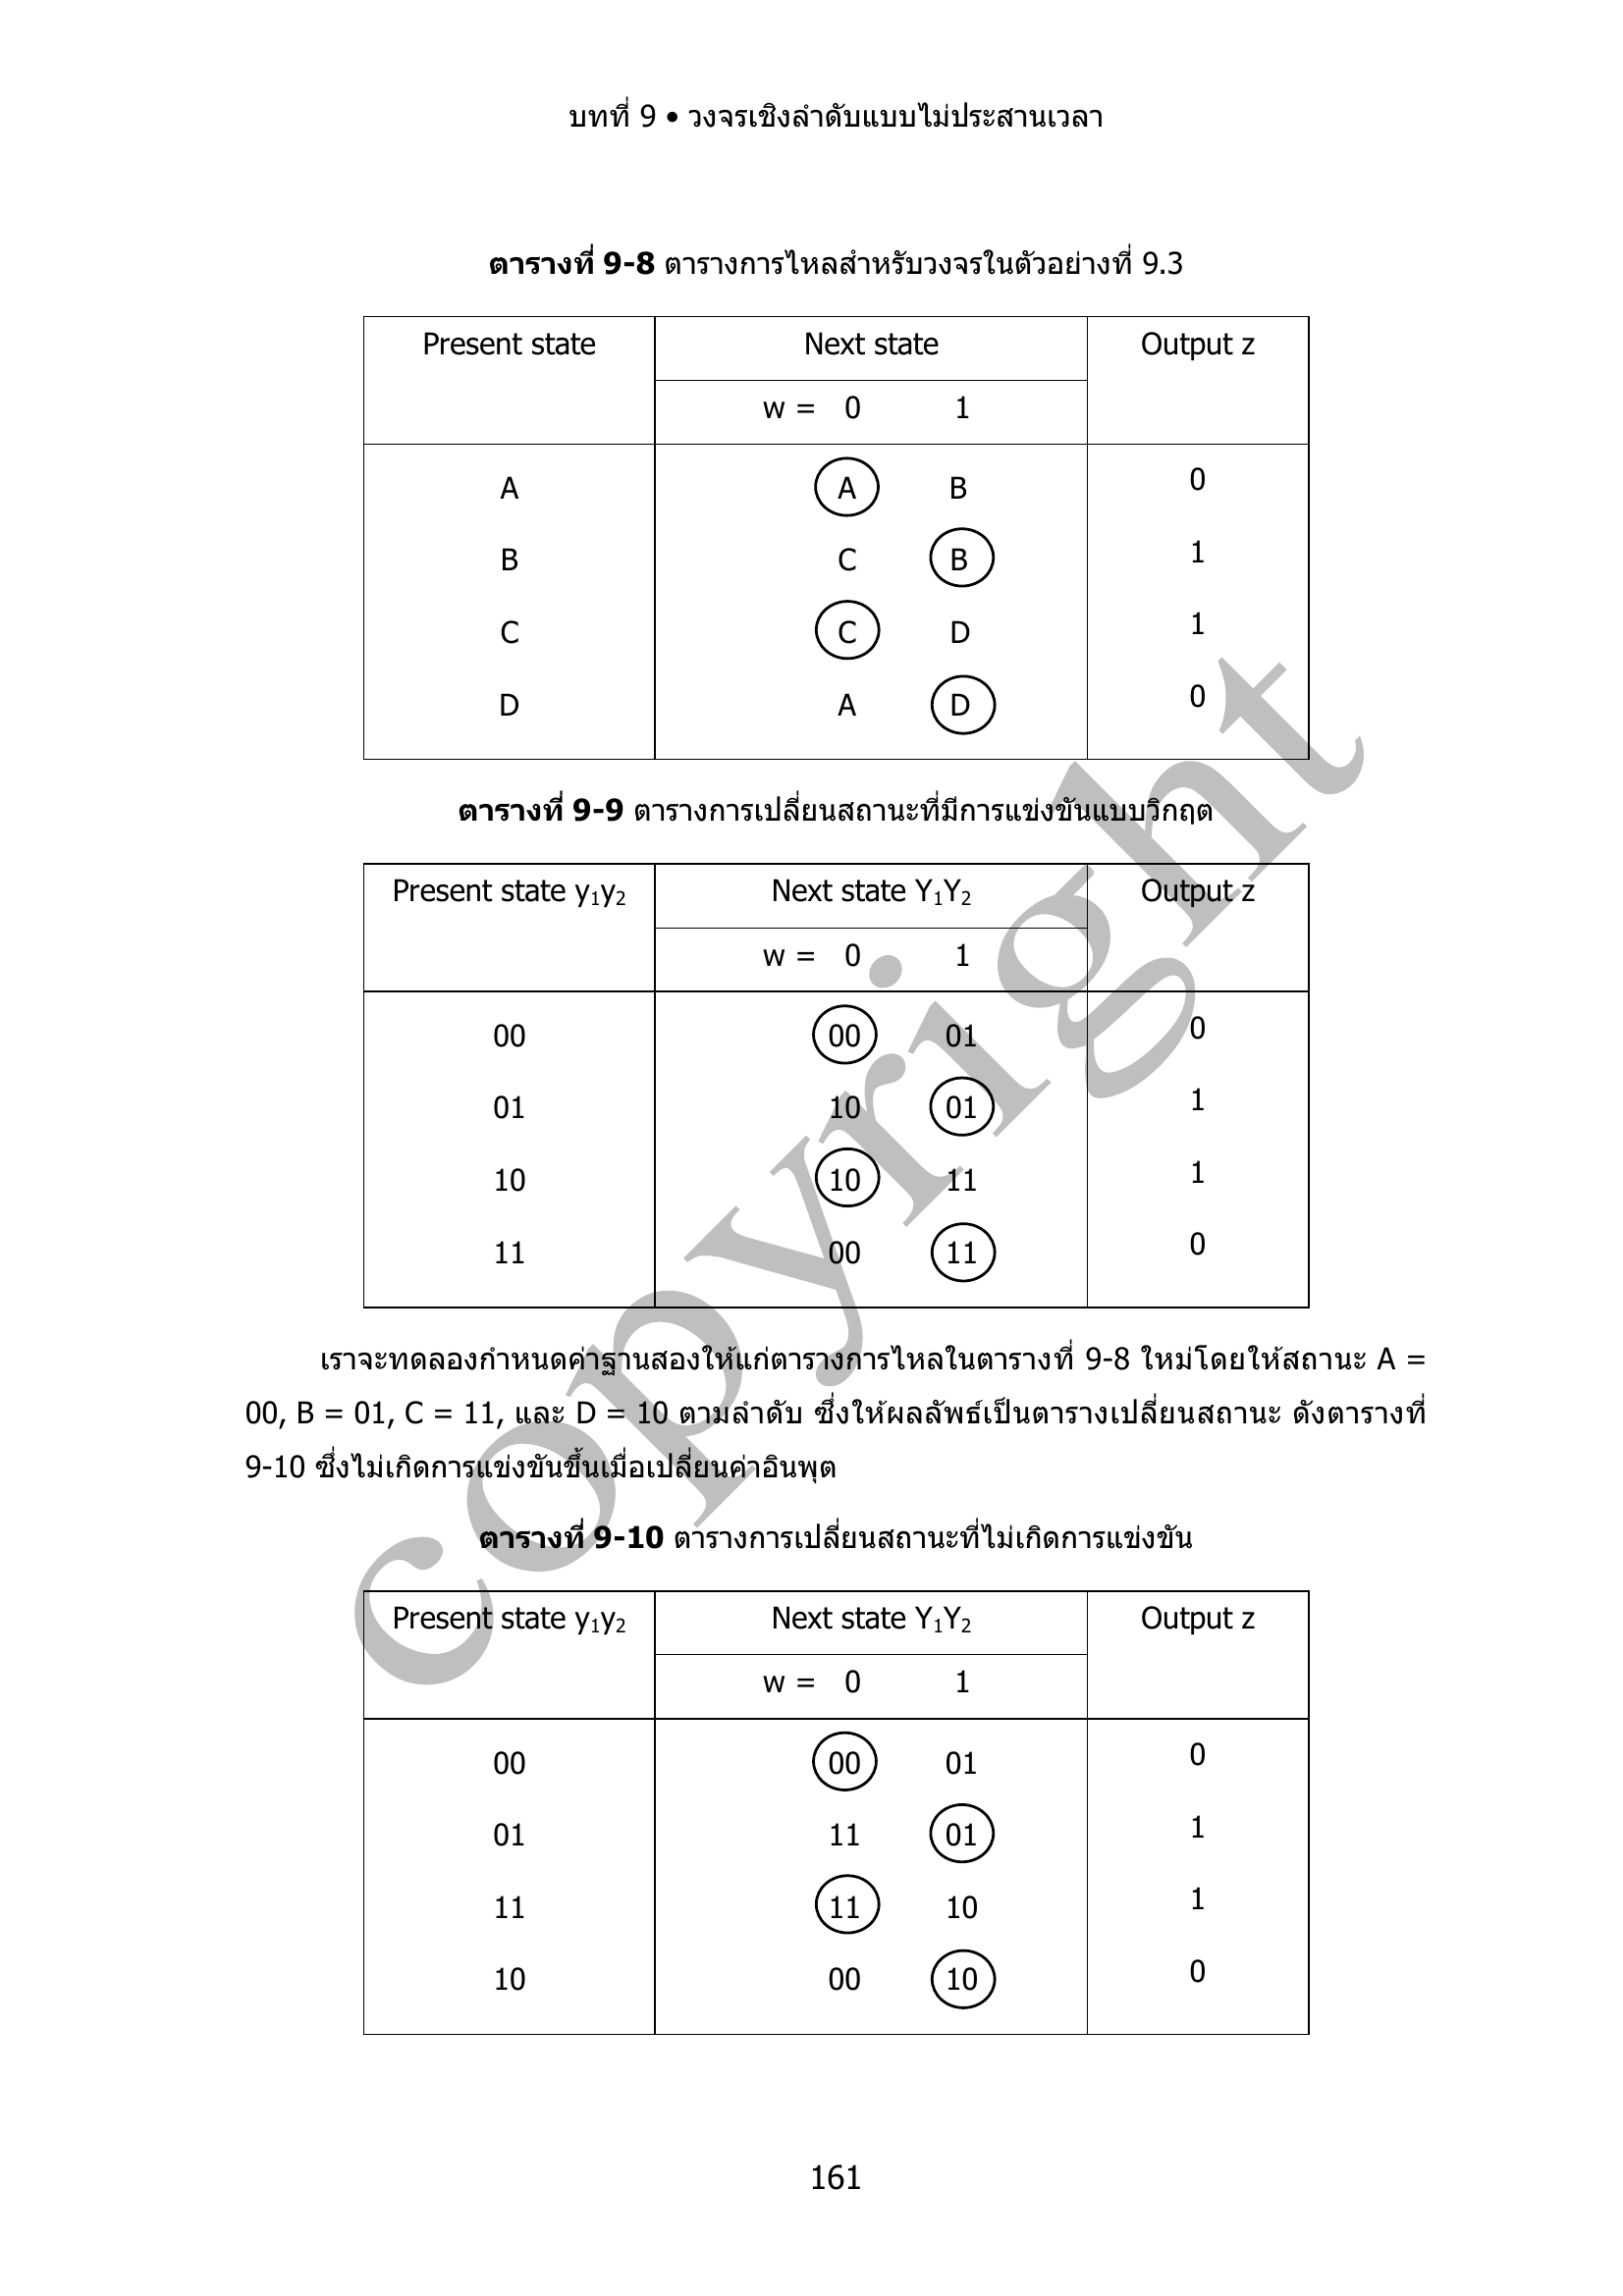 บทที่ 9 • วงจรเชิงลำดับแบบไม่ประสานเวลา
ตารางที่ 9-8 ตารางการไหลสำหรับวงจรในตัวอย่างที่ 9.3
Present state Next state Output z
w = 0 1
A A B 0
B C B 1
C C D 1
D A D 0
ตารางที่ 9-9 ตารางการเปลี่ยนสถานะที่มีการแข่งขันแบบวิกฤต
Present state y₁y₂ Next state Y₁Y₂ Output z
w = 0 1
00 00 01 0
01 10 01 1
10 10 11 1
11 00 11 0
เราจะทดลองกำหนดค่าฐานสองให้แก่ตารางการไหลในตารางที่ 9-8 ใหม่โดยให้สถานะ A =
00, B = 01, C = 11, และ D = 10 ตามลำดับ ซึ่งให้ผลลัพธ์เป็นตารางเปลี่ยนสถานะ ดังตารางที่
9-10 ซึ่งไม่เกิดการแข่งขันขึ้นเมื่อเปลี่ยนค่าอินพุต
ตารางที่ 9-10 ตารางการเปลี่ยนสถานะที่ไม่เกิดการแข่งขัน
Present state y₁y₂ Next state Y₁Y₂ Output z
w = 0 1
00 00 01 0
01 11 01 1
11 11 10 1
10 00 10 0
161
copyright